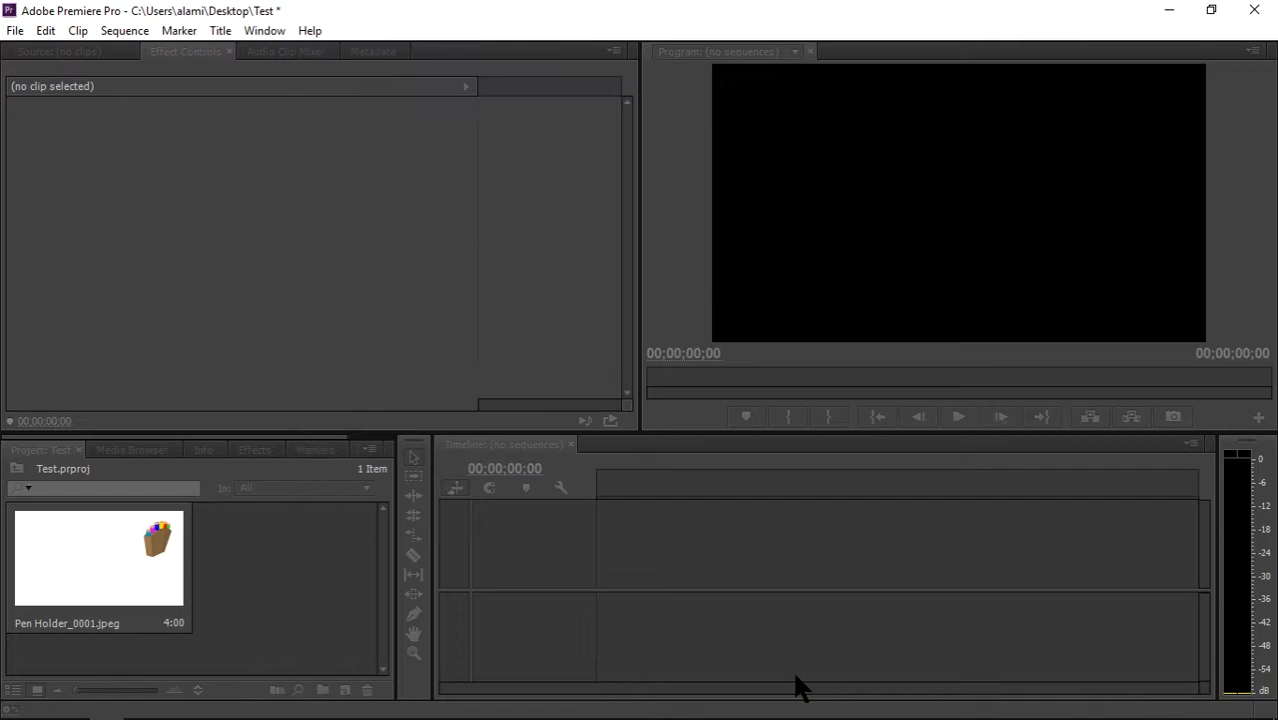 Pr Adobe Premiere Pro - C:\Users\alami\Desktop\Test *
File Edit Clip Sequence Marker Title Window Help
Source: (no clips) Effect Controls Audio Clip Mixer Metadata
Program: (no sequences)
(no clip selected)
00;00;00;00 00;00;00;00
00;00;00;00
Project: Test Media Browser Info Effects Markers
Timeline: (no sequences)
Test.prproj 1 Item
00;00;00;00
In: All
Pen Holder_0001.jpeg 4:00
0
-6
-12
-18
-24
-30
-36
-42
-48
-54
dB